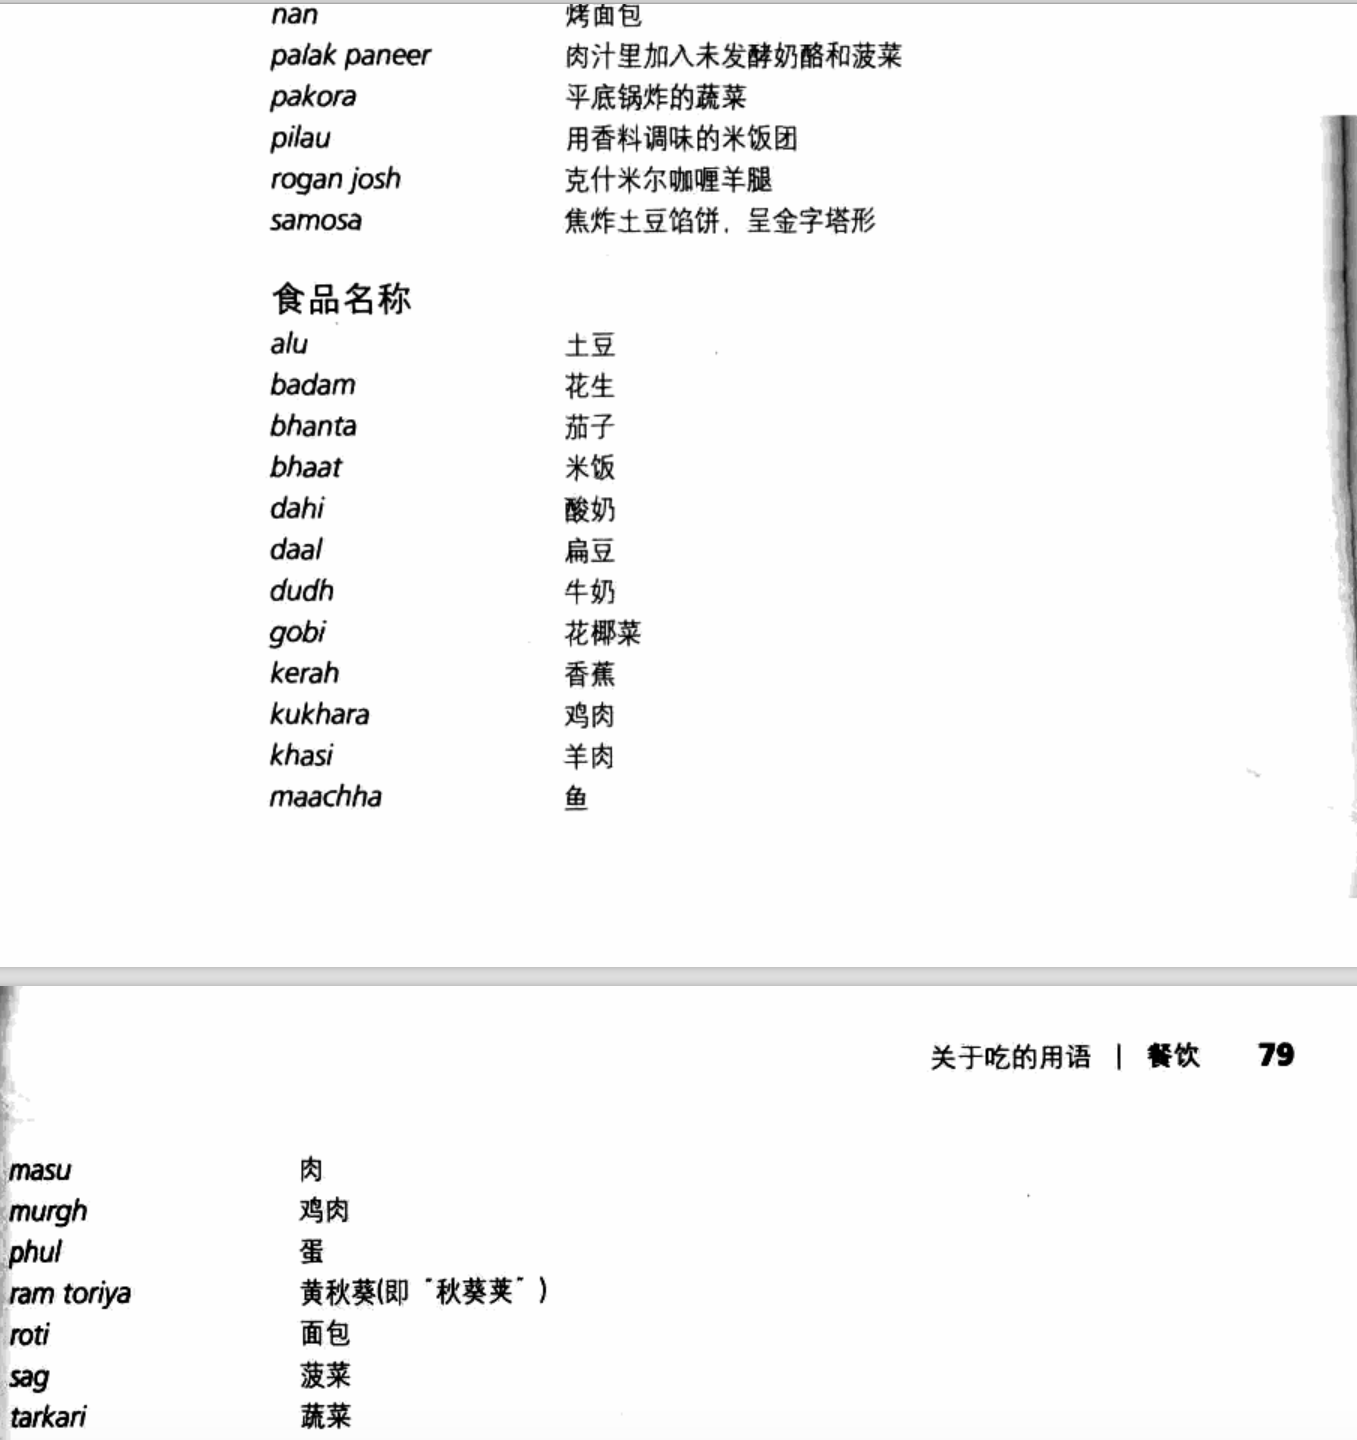 nan 烤面包
palak paneer 肉汁里加入未发酵奶酪和菠菜
pakora 平底锅炸的蔬菜
pilau 用香料调味的米饭团
rogan josh 克什米尔咖喱羊腿
samosa 焦炸土豆馅饼，呈金字塔形
食品名称
alu 土豆
badam 花生
bhanta 茄子
bhaat 米饭
dahi 酸奶
daal 扁豆
dudh 牛奶
gobi 花椰菜
kerah 香蕉
kukhara 鸡肉
khasi 羊肉
maachha 鱼
关于吃的用语 | 餐饮 79
masu 肉
murgh 鸡肉
phul 蛋
ram toriya 黄秋葵(即“秋葵荚”)
roti 面包
sag 菠菜
tarkari 蔬菜